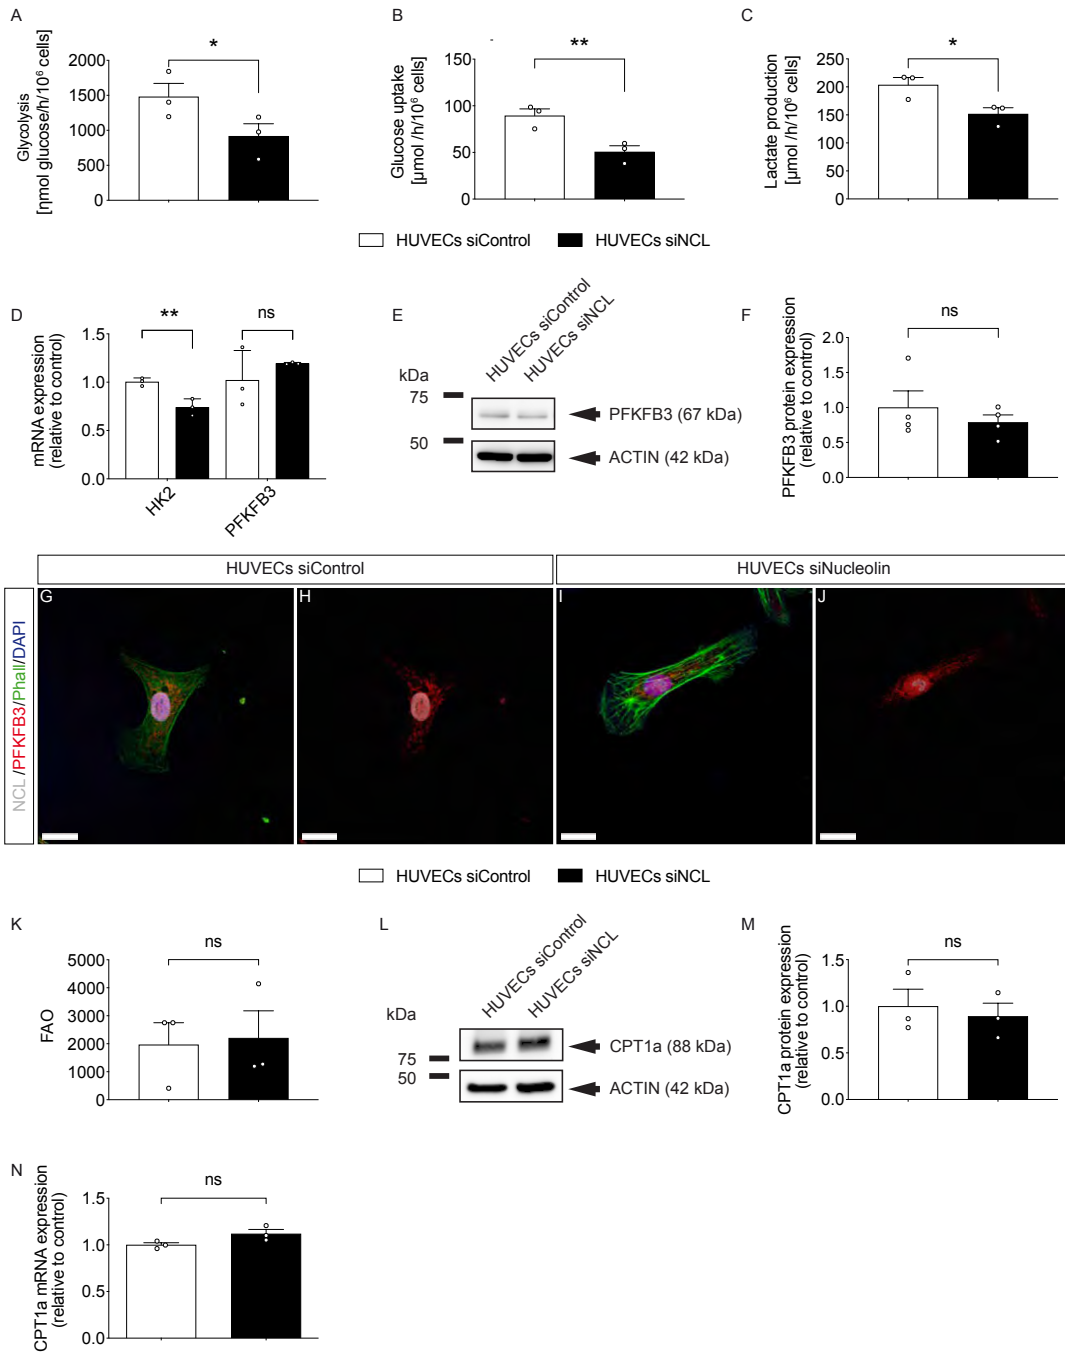 A
Glycolysis
[ηmol glucose/h/10⁶ cells]
2000
1500
1000
500
0
*
B
Glucose uptake
[µmol /h/10⁶ cells]
150
100
50
0
**
C
Lactate production
[µmol /h/10⁶ cells]
250
200
150
100
50
0
*
HUVECs siControl
HUVECs siNCL
D
mRNA expression
(relative to control)
1.5
1.0
0.5
0.0
**
ns
HK2
PFKFB3
E
HUVECs siControl
HUVECs siNCL
kDa
75
50
PFKFB3 (67 kDa)
ACTIN (42 kDa)
F
PFKFB3 protein expression
(relative to control)
2.0
1.5
1.0
0.5
0.0
ns
HUVECs siControl
HUVECs siNucleolin
NCL /PFKFB3/Phall/DAPI
G
H
I
J
HUVECs siControl
HUVECs siNCL
K
FAO
5000
4000
3000
2000
1000
0
ns
L
HUVECs siControl
HUVECs siNCL
kDa
75
50
CPT1a (88 kDa)
ACTIN (42 kDa)
M
CPT1a protein expression
(relative to control)
1.5
1.0
0.5
0.0
ns
N
CPT1a mRNA expression
(relative to control)
1.5
1.0
0.5
0.0
ns